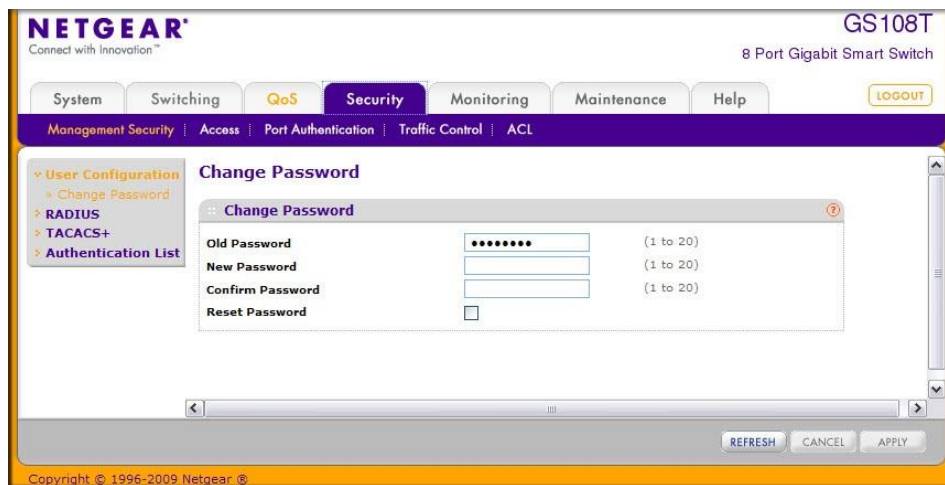 NETGEAR®
Connect with Innovation™
GS108T
8 Port Gigabit Smart Switch
System Switching QoS Security Monitoring Maintenance Help LOGOUT
Management Security Access Port Authentication Traffic Control ACL
User Configuration
Change Password
RADIUS
TACACS+
Authentication List
Change Password
Change Password ?
Old Password •••••••• (1 to 20)
New Password (1 to 20)
Confirm Password (1 to 20)
Reset Password
REFRESH CANCEL APPLY
Copyright © 1996-2009 Netgear ®